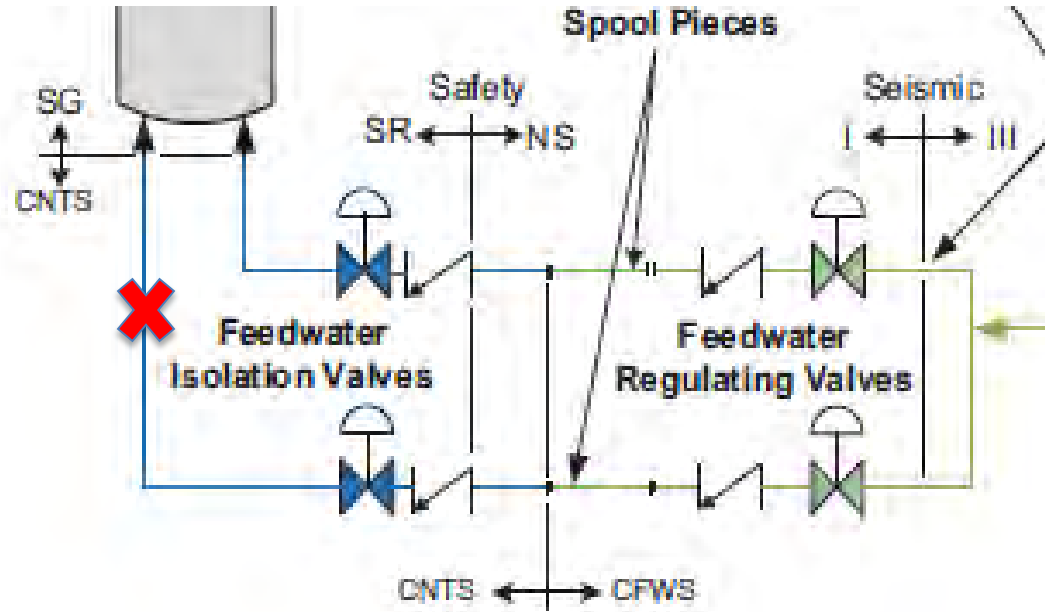 Spool Pieces
SG
CNTS
Safety
SR
NS
Seismic
I
III
Feedwater
Isolation Valves
Feedwater
Regulating Valves
CNTS
CFWS